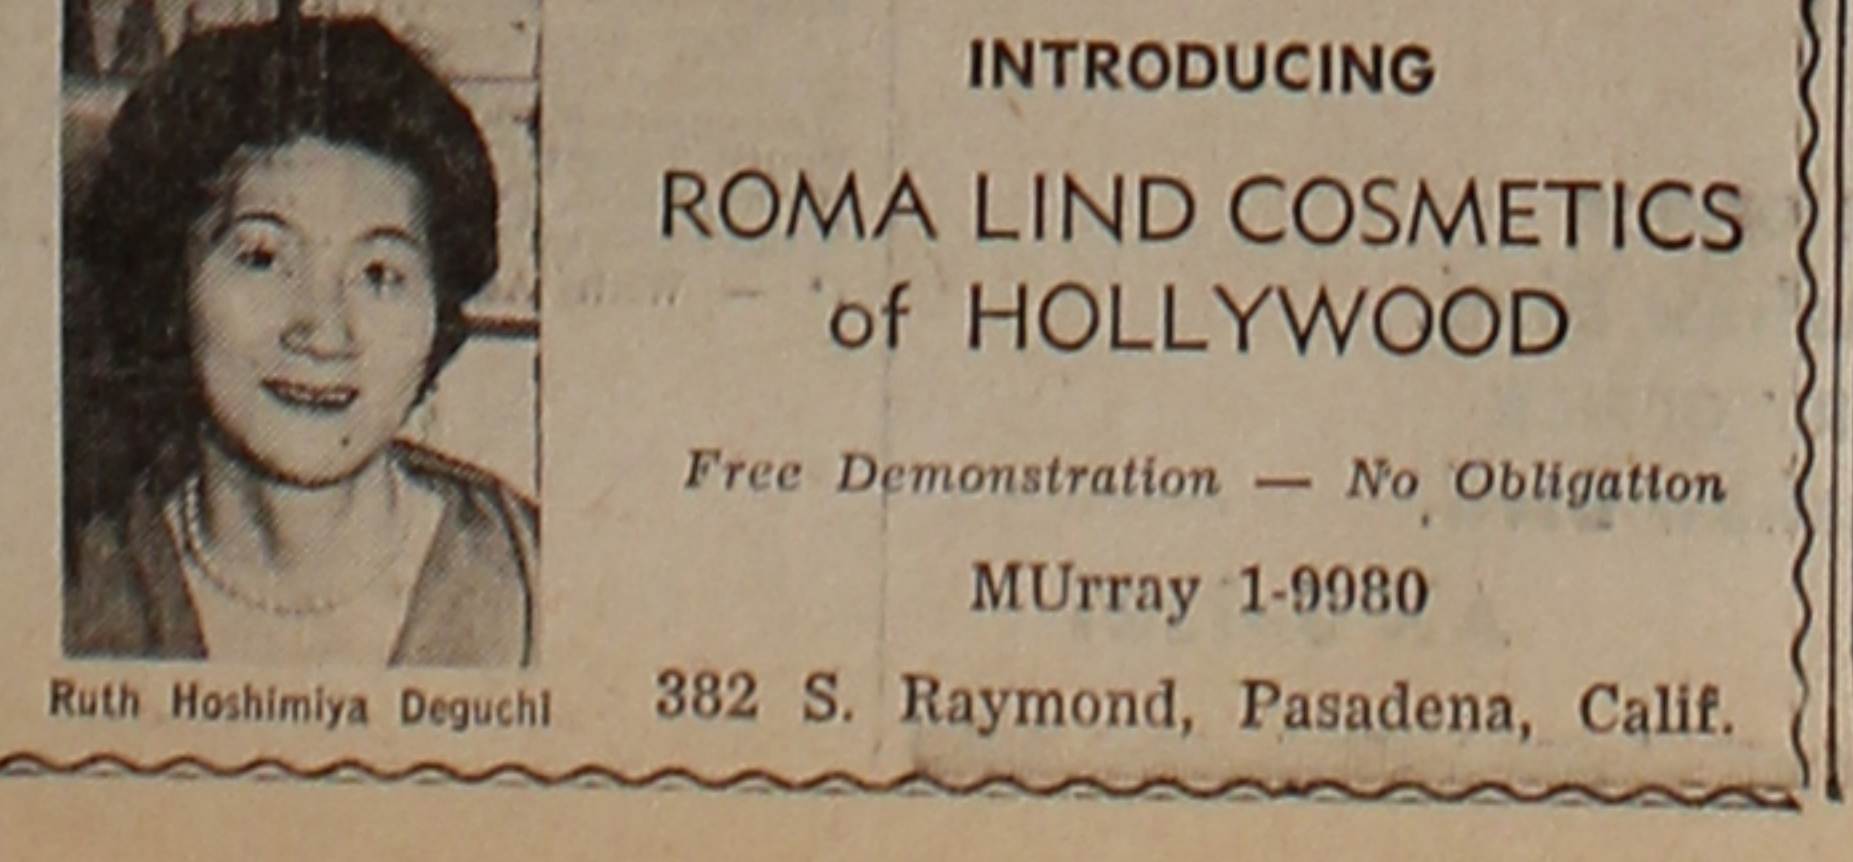 INTRODUCING
ROMA LIND COSMETICS
of HOLLYWOOD
Free Demonstration — No Obligation
MUrray 1-9980
382 S. Raymond, Pasadena, Calif.
Ruth Hoshimiya Deguchi